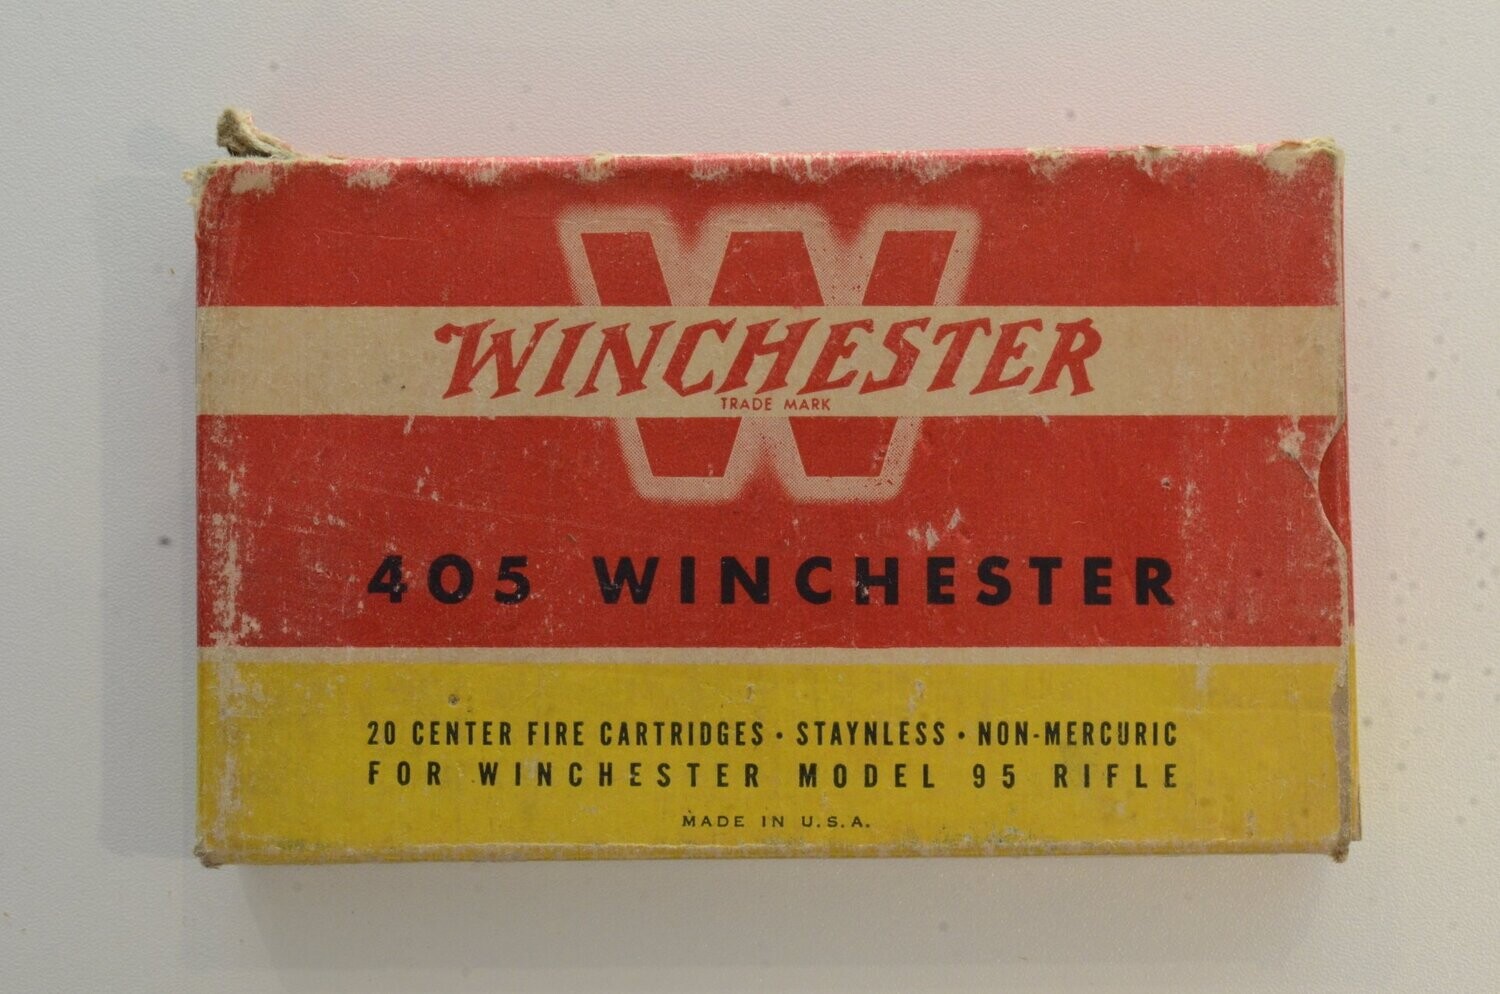 W
WINCHESTER
TRADE MARK
405 WINCHESTER
20 CENTER FIRE CARTRIDGES • STAYNLESS • NON-MERCURIC
FOR WINCHESTER MODEL 95 RIFLE
MADE IN U.S.A.